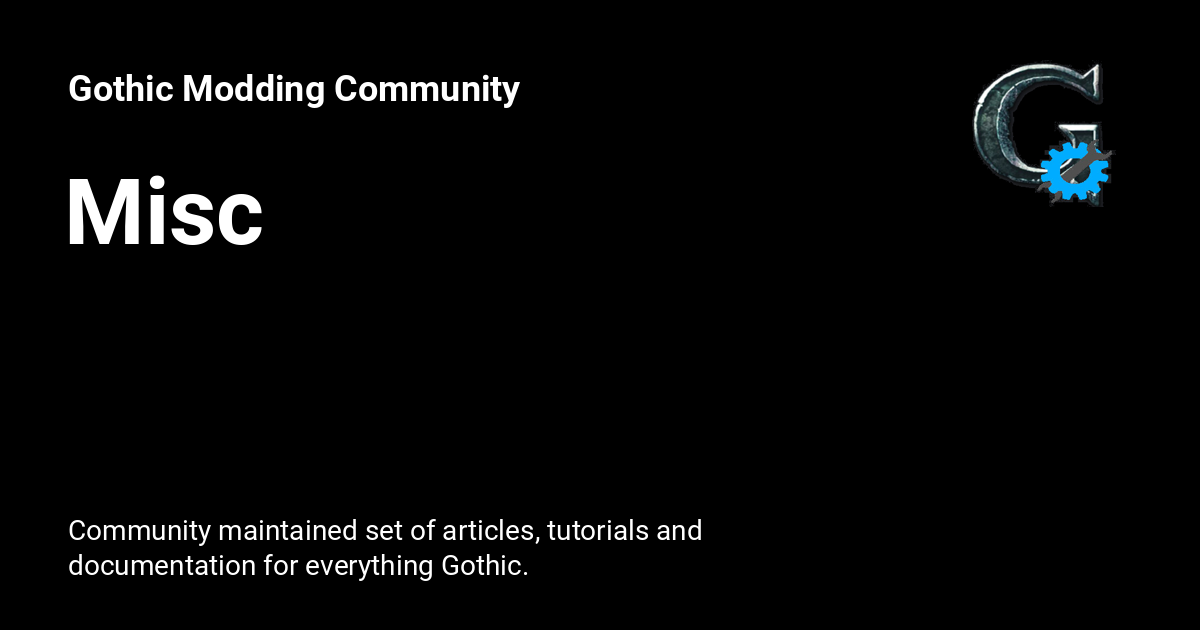 Gothic Modding Community
G
Misc
Community maintained set of articles, tutorials and
documentation for everything Gothic.